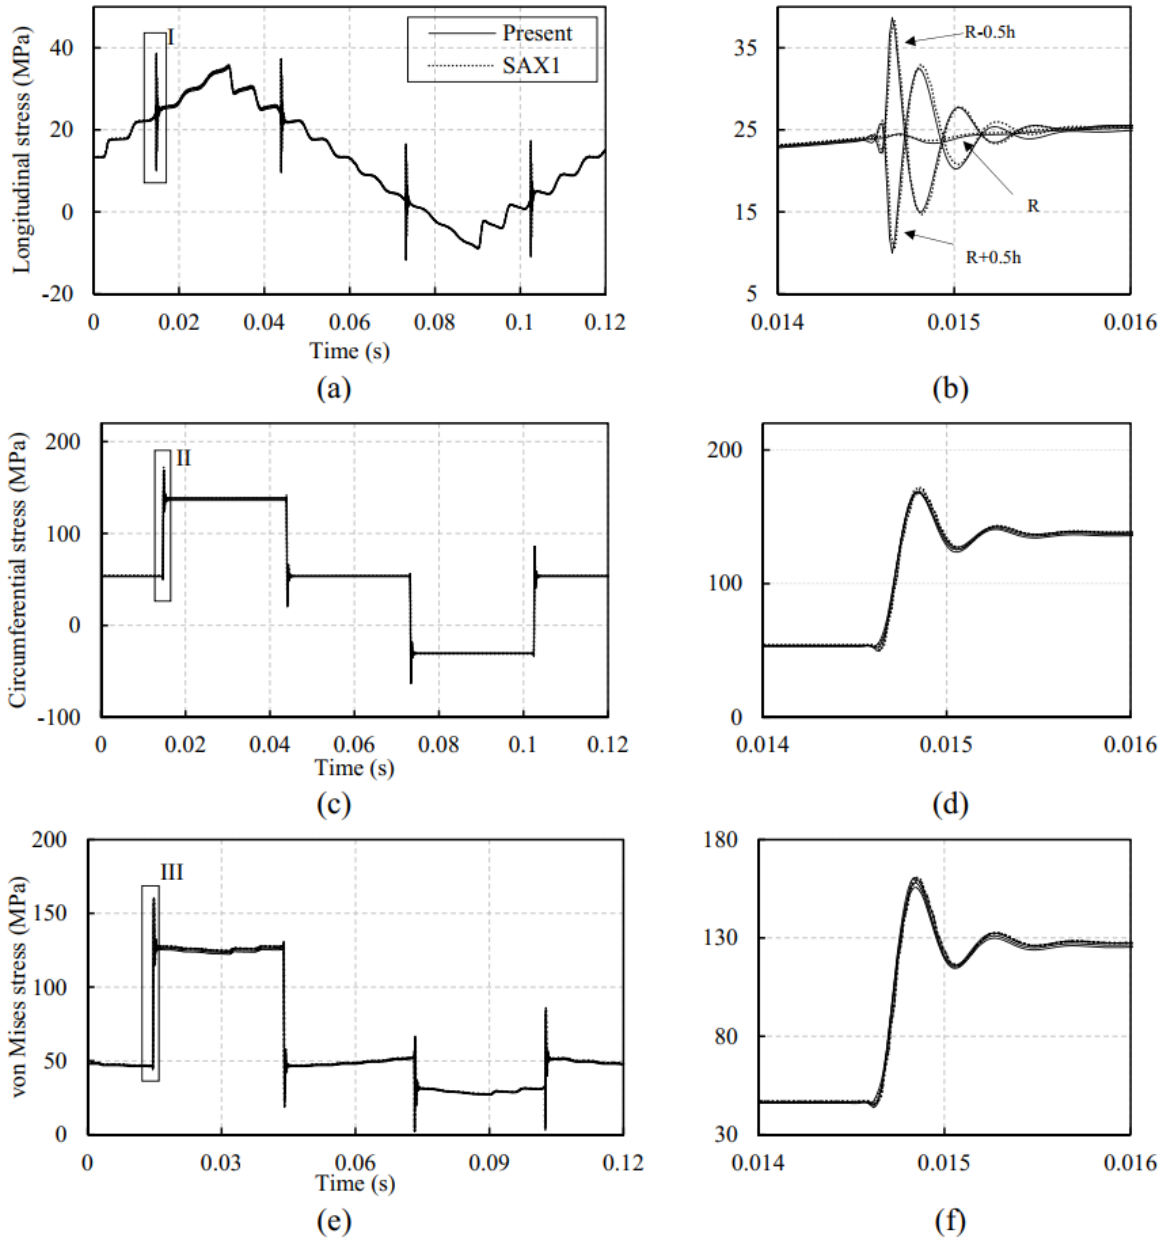 Longitudinal stress (MPa)
40
20
0
-20
I
Present
SAX1
0 0.02 0.04 0.06 0.08 0.1 0.12
Time (s)
(a)
35
25
15
5
R-0.5h
R
R+0.5h
0.014 0.015 0.016
(b)
Circumferential stress (MPa)
200
100
0
-100
II
0 0.02 0.04 0.06 0.08 0.1 0.12
Time (s)
(c)
200
100
0
0.014 0.015 0.016
(d)
von Mises stress (MPa)
200
150
100
50
0
III
0 0.03 0.06 0.09 0.12
Time (s)
(e)
180
130
80
30
0.014 0.015 0.016
(f)